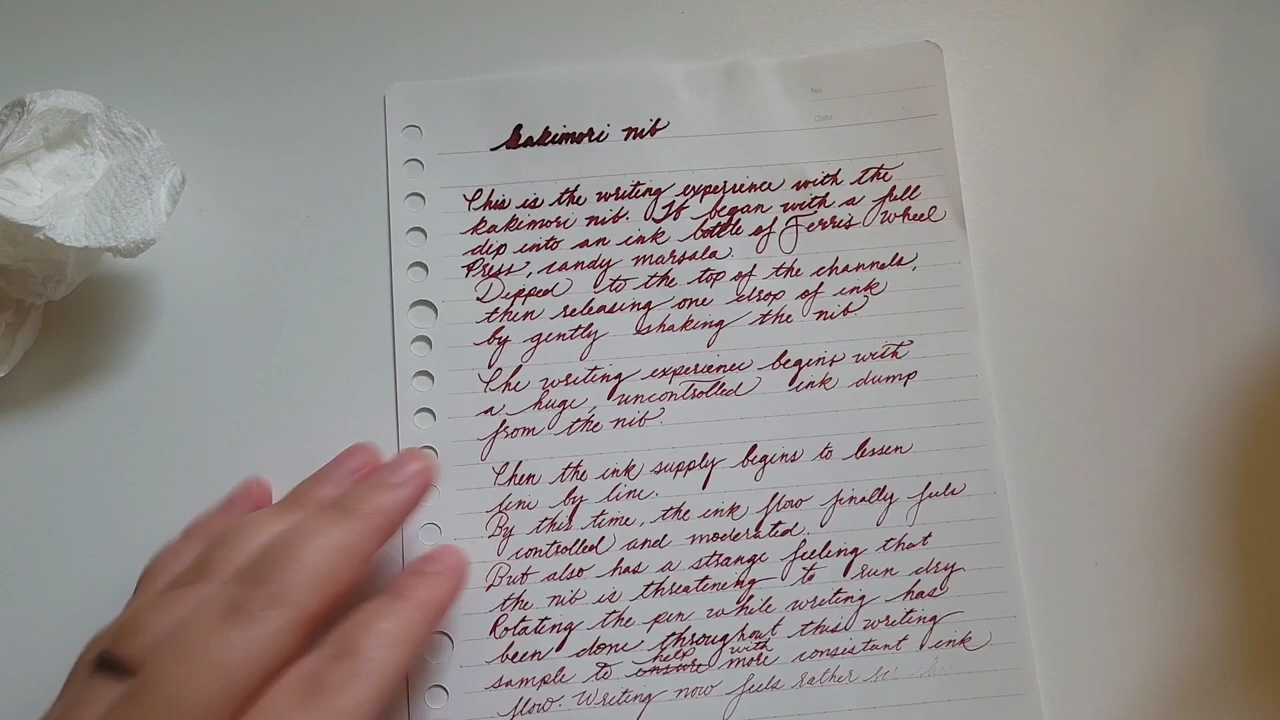 No.
Date
kakimori nib
This is the writing experience with the
kakimori nib. It began with a full
dip into an ink bottle of Ferris Wheel
Press, candy marsala.
Dipped to the top of the channels,
then releasing one drop of ink
by gently shaking the nib
The writing experience begins with
a huge, uncontrolled ink dump
from the nib.
Then the ink supply begins to lessen
line by line.
By this time, the ink flow finally feels
controlled and moderated.
But also has a strange feeling that
the nib is threatening to run dry.
Rotating the pen while writing has
been done throughout this writing
help with
sample to ensure more consistant ink
flow. Writing now feels rather